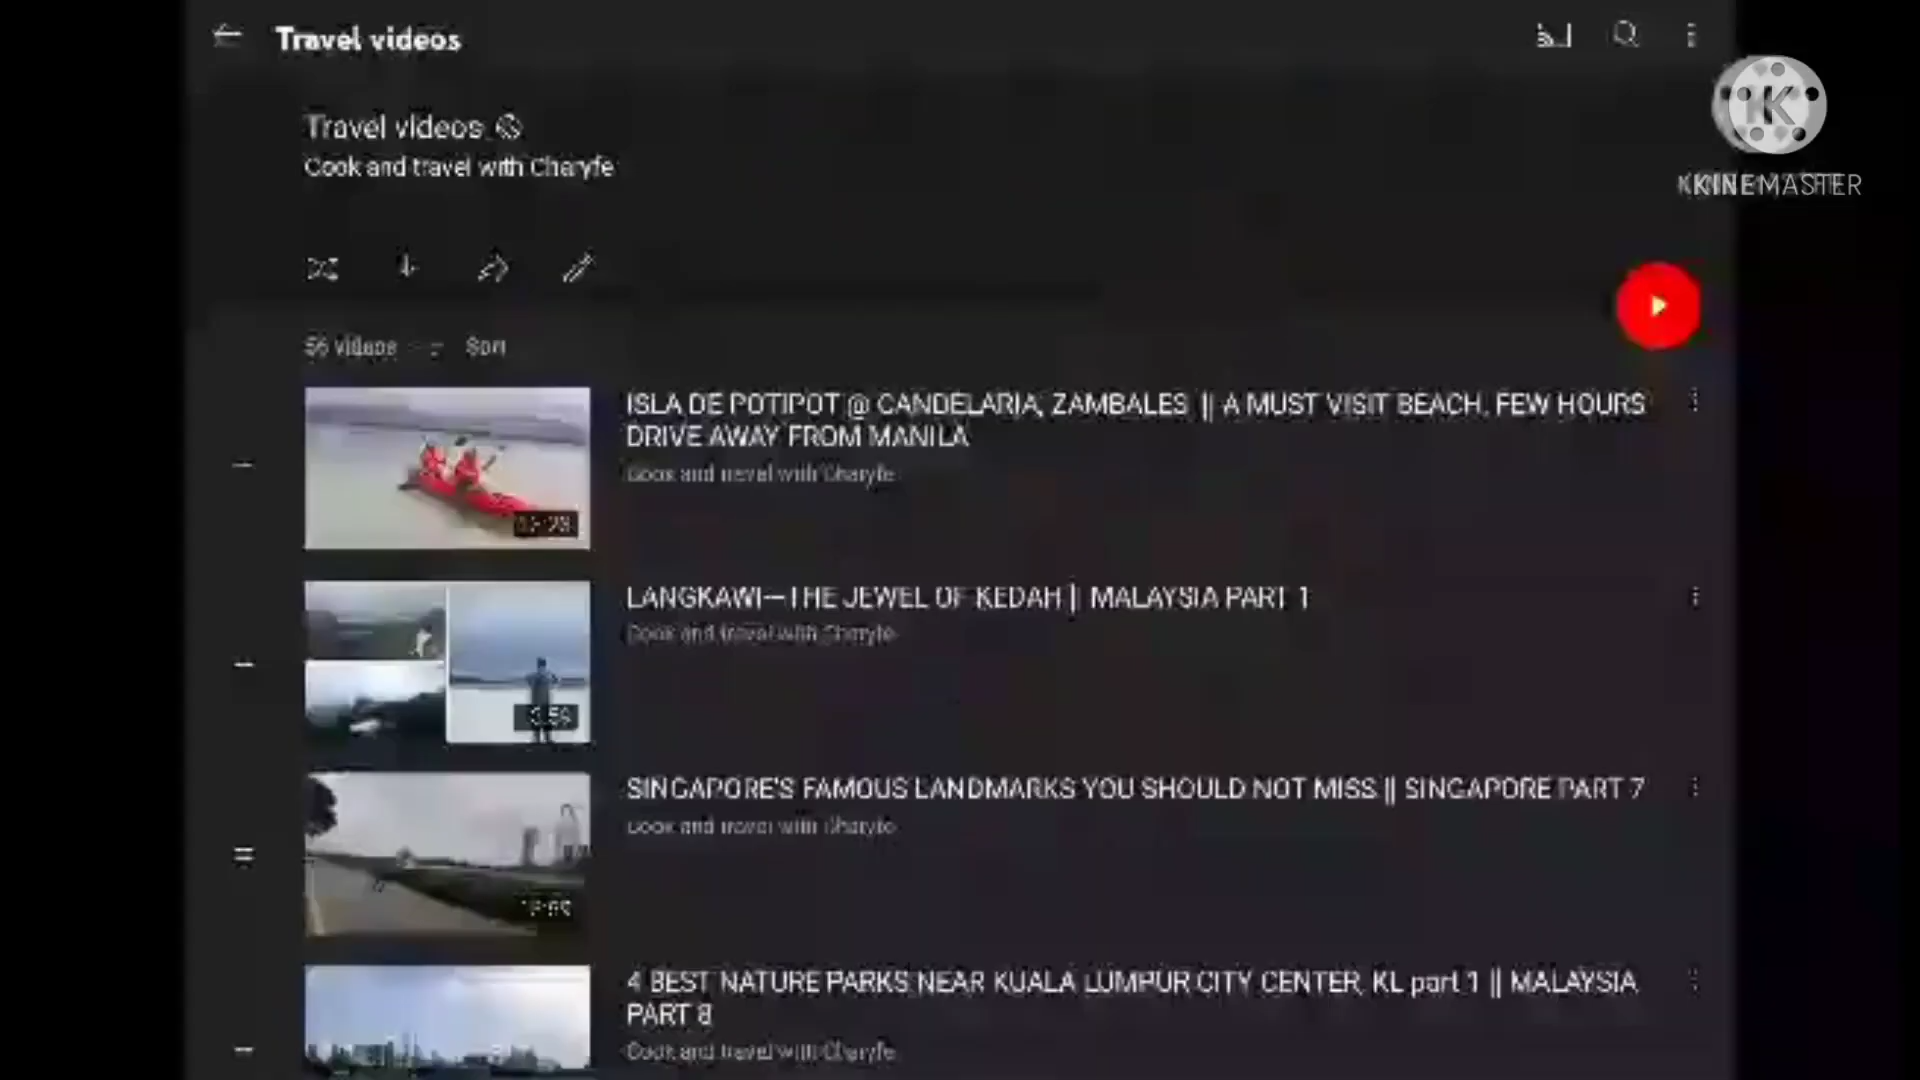 Travel videos
Travel videos
Cook and travel with Charyfe
KINEMASTER
56 videos
Sort
ISLA DE POTIPOT @ CANDELARIA, ZAMBALES || A MUST VISIT BEACH, FEW HOURS
DRIVE AWAY FROM MANILA
Cook and travel with Charyfe
LANGKAWI—THE JEWEL OF KEDAH || MALAYSIA PART 1
Cook and travel with Charyfe
SINGAPORE'S FAMOUS LANDMARKS YOU SHOULD NOT MISS || SINGAPORE PART 7
Cook and travel with Charyfe
4 BEST NATURE PARKS NEAR KUALA LUMPUR CITY CENTER, KL part 1 || MALAYSIA
PART 8
Cook and travel with Charyfe